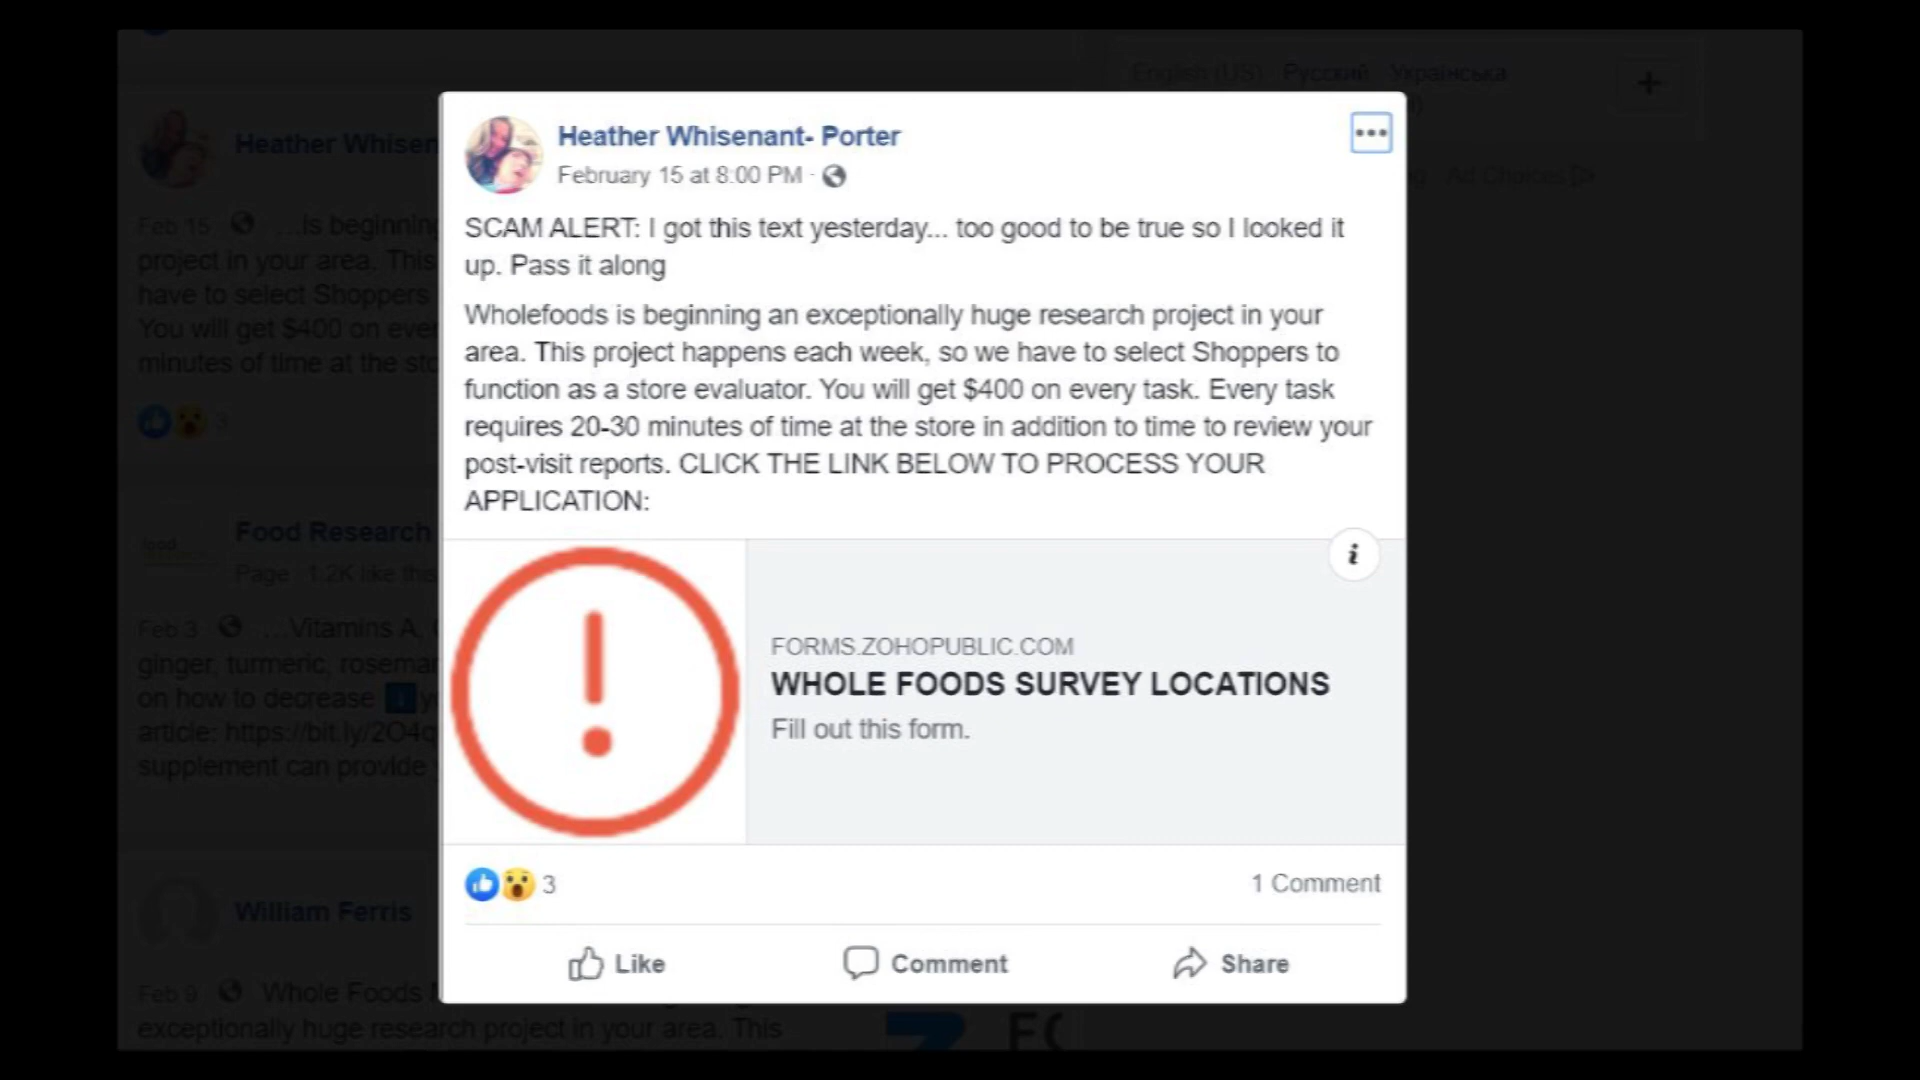 English (US) Русский Українська
Heather Whisen
Heather Whisenant- Porter
February 15 at 8:00 PM ·
SCAM ALERT: I got this text yesterday... too good to be true so I looked it
up. Pass it along
Wholefoods is beginning an exceptionally huge research project in your
area. This project happens each week, so we have to select Shoppers to
function as a store evaluator. You will get $400 on every task. Every task
requires 20-30 minutes of time at the store in addition to time to review your
post-visit reports. CLICK THE LINK BELOW TO PROCESS YOUR
APPLICATION:
i
FORMS.ZOHOPUBLIC.COM
WHOLE FOODS SURVEY LOCATIONS
Fill out this form.
3
1 Comment
Like Comment Share
Ad Choices
Feb 15 ...is beginning
project in your area. This
have to select Shoppers
You will get $400 on ever
minutes of time at the sto
3
food
Food Research
Page 1.2K like this
Feb 3 ...Vitamins A,
ginger, turmeric, rosemar
on how to decrease y
article: https://bit.ly/2O4q
supplement can provide
William Ferris
Feb 9 Whole Foods
exceptionally huge research project in your area. This